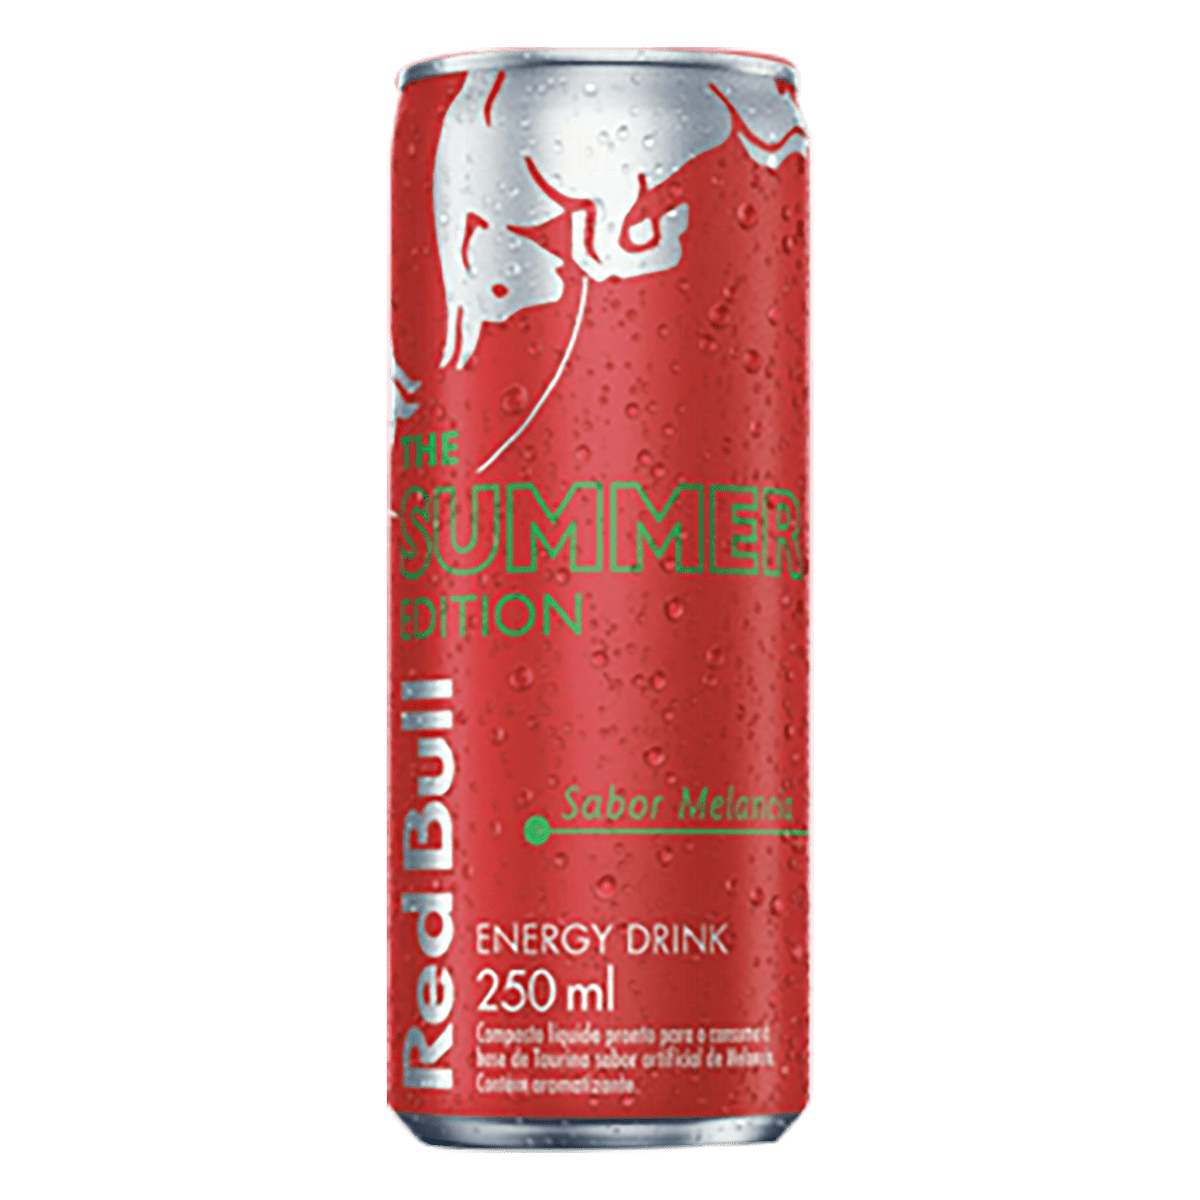 THE
SUMMER
EDITION
Red Bull
Sabor Melancia
ENERGY DRINK
250 ml
Composto líquido pronto para o consumo à
base de Taurina sabor artificial de Melancia.
Contém aromatizante.